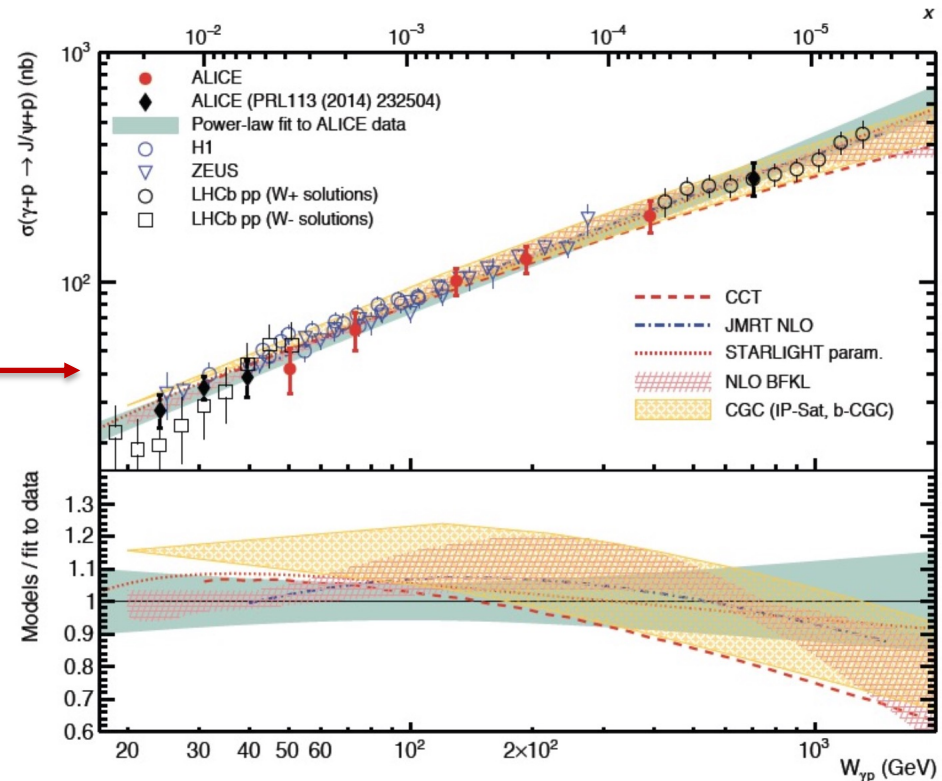 x
10⁻² 10⁻³ 10⁻⁴ 10⁻⁵
σ(γ+p → J/ψ+p) (nb)
10³
10²
ALICE
ALICE (PRL113 (2014) 232504)
Power-law fit to ALICE data
H1
ZEUS
LHCb pp (W+ solutions)
LHCb pp (W- solutions)
CCT
JMRT NLO
STARLIGHT param.
NLO BFKL
CGC (IP-Sat, b-CGC)
Models / fit to data
1.3
1.2
1.1
1
0.9
0.8
0.7
0.6
20 30 40 50 60 10² 2×10² 10³
Wγp (GeV)